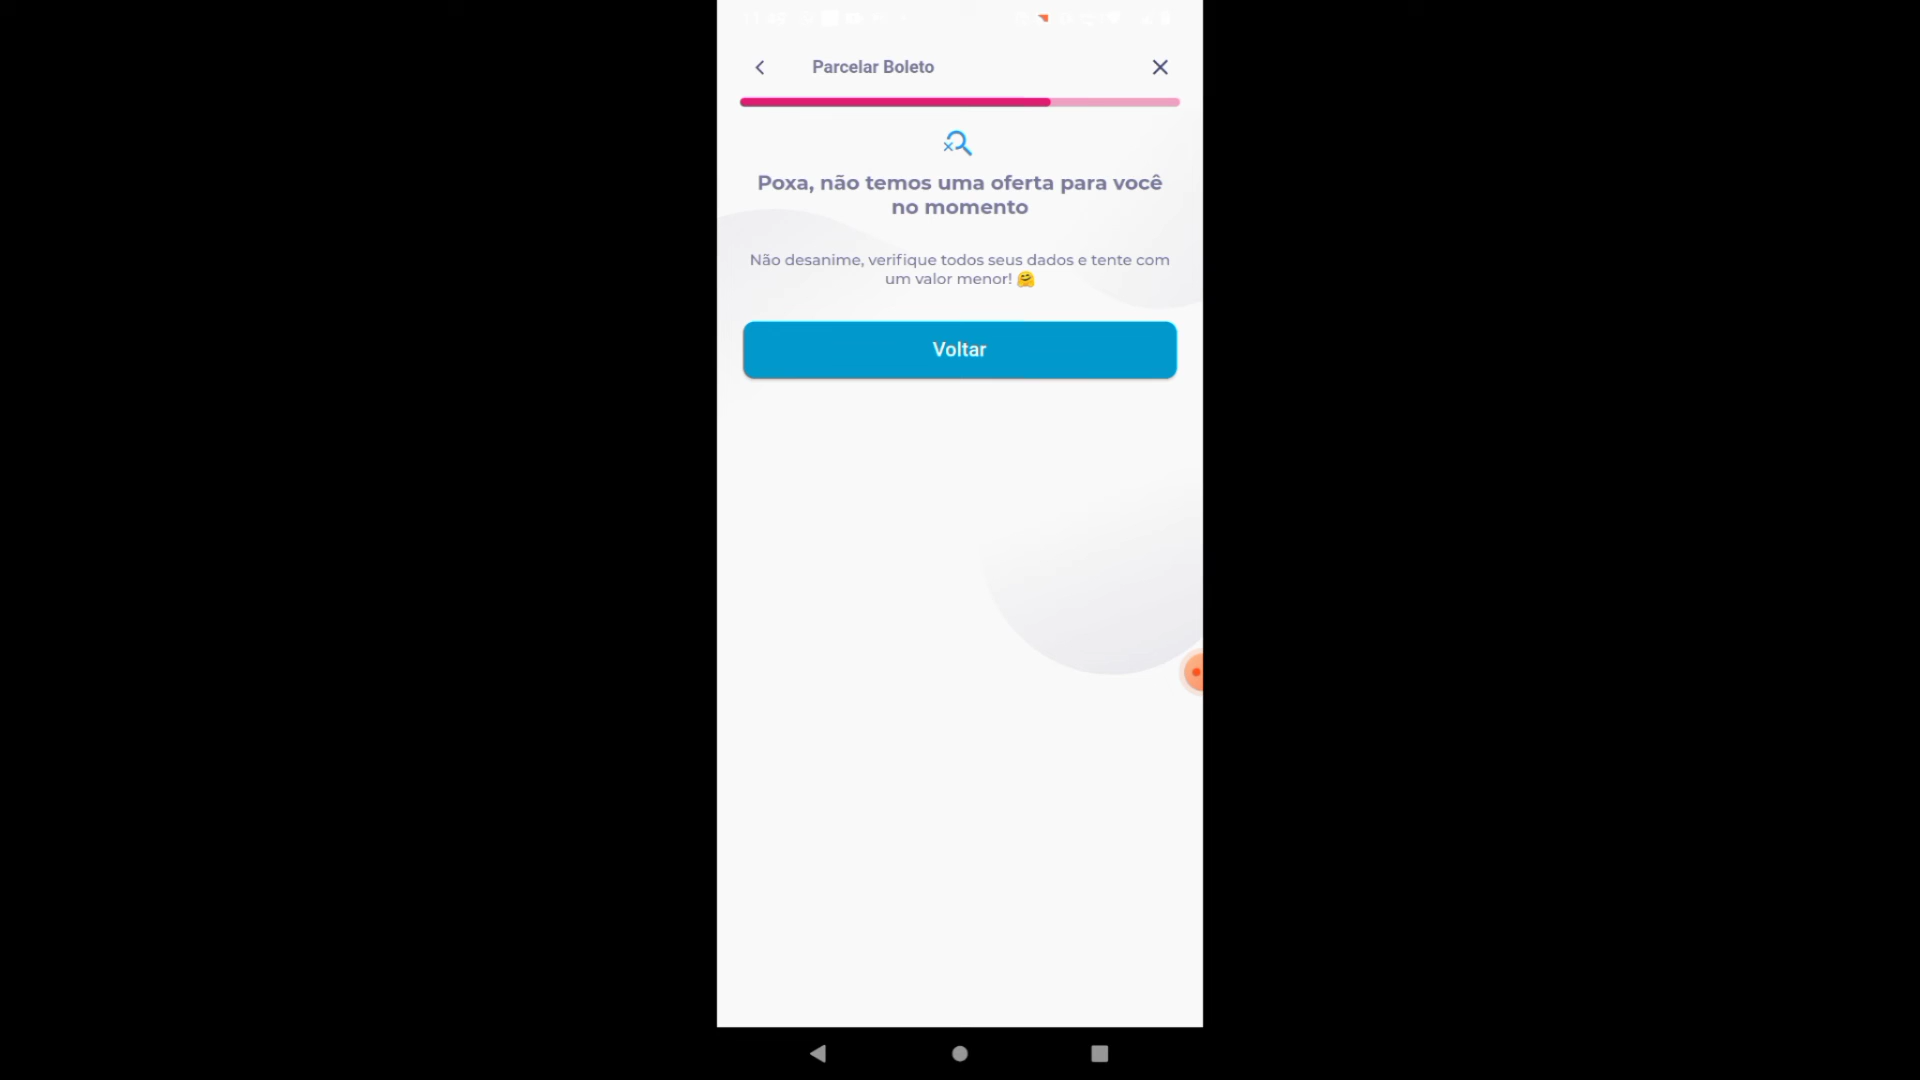 Parcelar Boleto
Poxa, não temos uma oferta para você
no momento
Não desanime, verifique todos seus dados e tente com
um valor menor! 🤗
Voltar